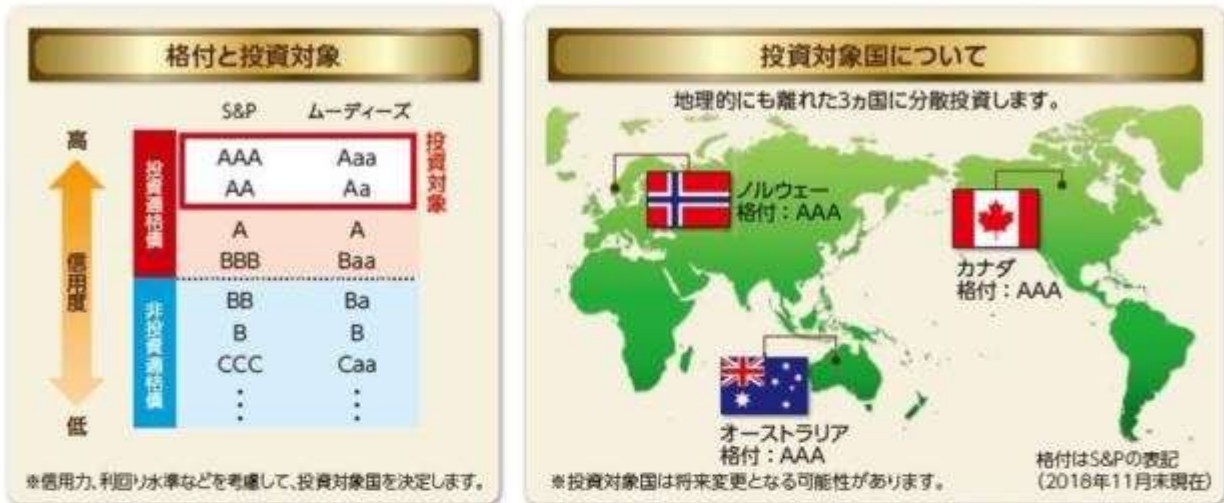 格付と投資対象
S&P ムーディーズ
高
信用度
低
投資適格債
非投資適格債
投資対象
AAA Aaa
AA Aa
A A
BBB Baa
BB Ba
B B
CCC Caa
※信用力、利回り水準などを考慮して、投資対象国を決定します。
投資対象国について
地理的にも離れた3ヵ国に分散投資します。
ノルウェー
格付：AAA
カナダ
格付：AAA
オーストラリア
格付：AAA
格付はS&Pの表記
(2018年11月末現在)
※投資対象国は将来変更となる可能性があります。